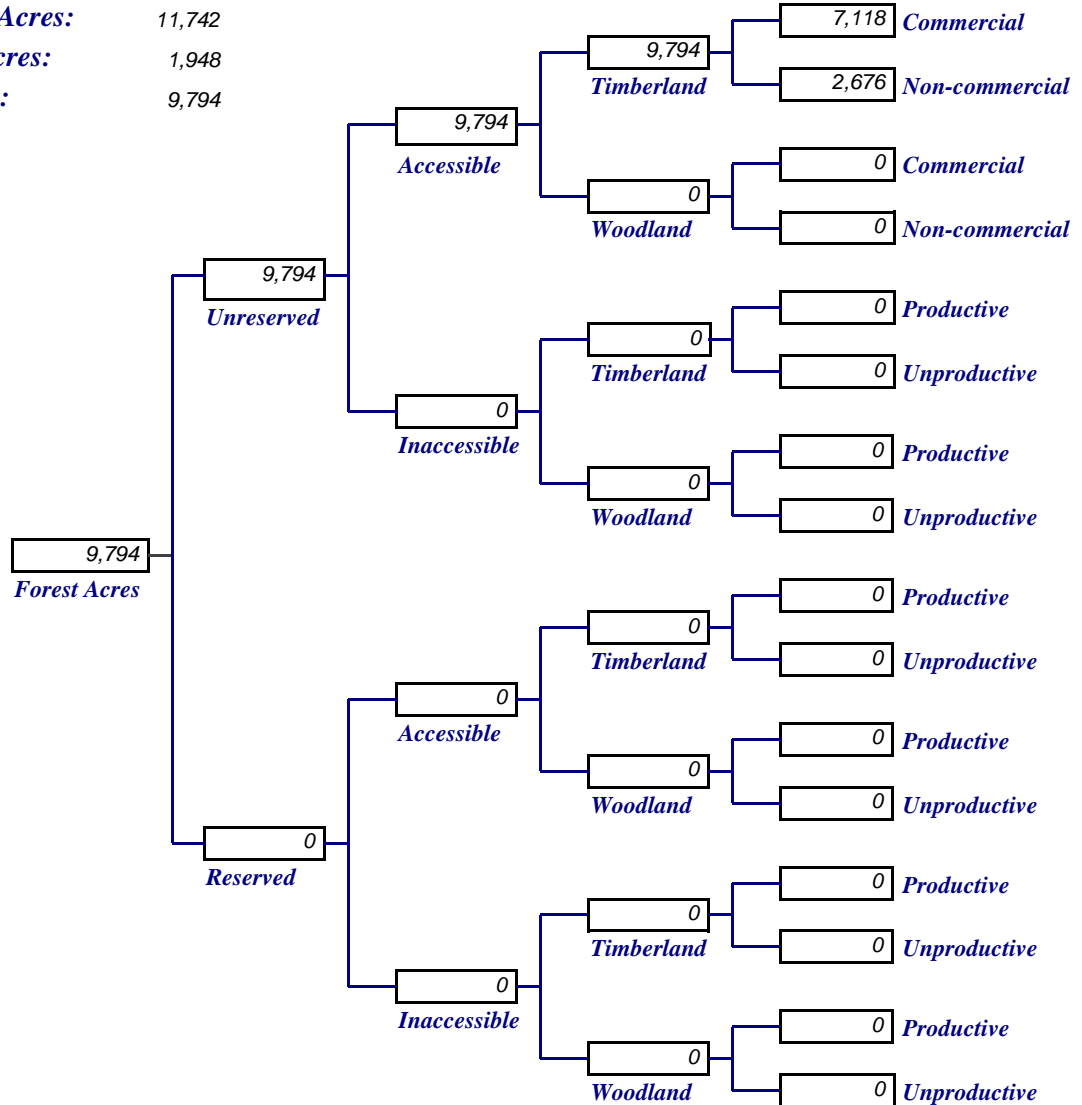 Acres: 11,742
cres: 1,948
: 9,794
7,118 Commercial
9,794
Timberland
2,676 Non-commercial
9,794
Accessible
0 Commercial
0
Woodland
0 Non-commercial
9,794
Unreserved
0 Productive
0
Timberland
0 Unproductive
0
Inaccessible
0 Productive
0
Woodland
0 Unproductive
9,794
Forest Acres
0 Productive
0
Timberland
0 Unproductive
0
Accessible
0 Productive
0
Woodland
0 Unproductive
0
Reserved
0 Productive
0
Timberland
0 Unproductive
0
Inaccessible
0 Productive
0
Woodland
0 Unproductive